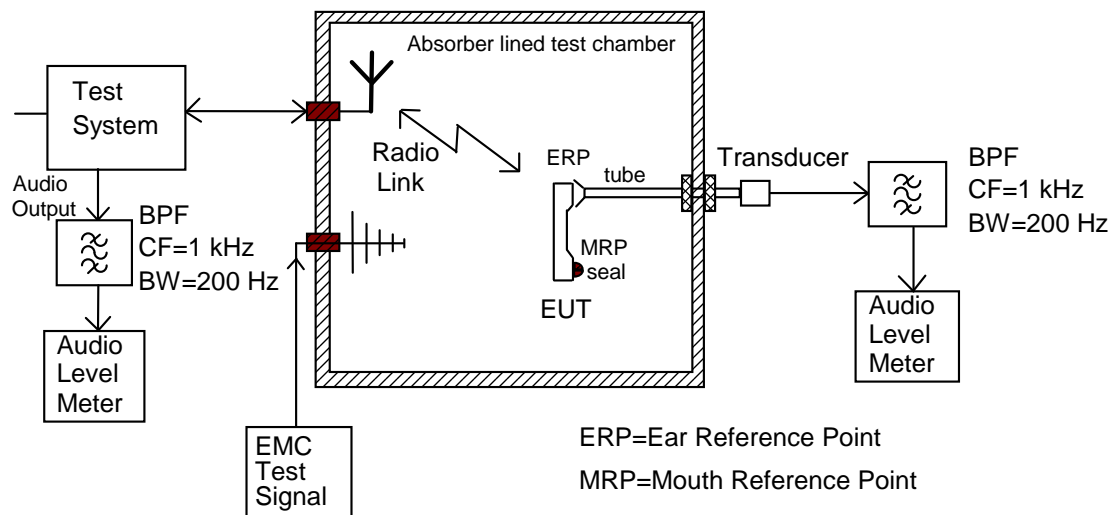 Absorber lined test chamber
Test
System
Radio
Link
ERP
tube
Transducer
BPF
CF=1 kHz
BW=200 Hz
Audio
Output
BPF
CF=1 kHz
BW=200 Hz
MRP
seal
EUT
Audio
Level
Meter
Audio
Level
Meter
EMC
Test
Signal
ERP=Ear Reference Point
MRP=Mouth Reference Point